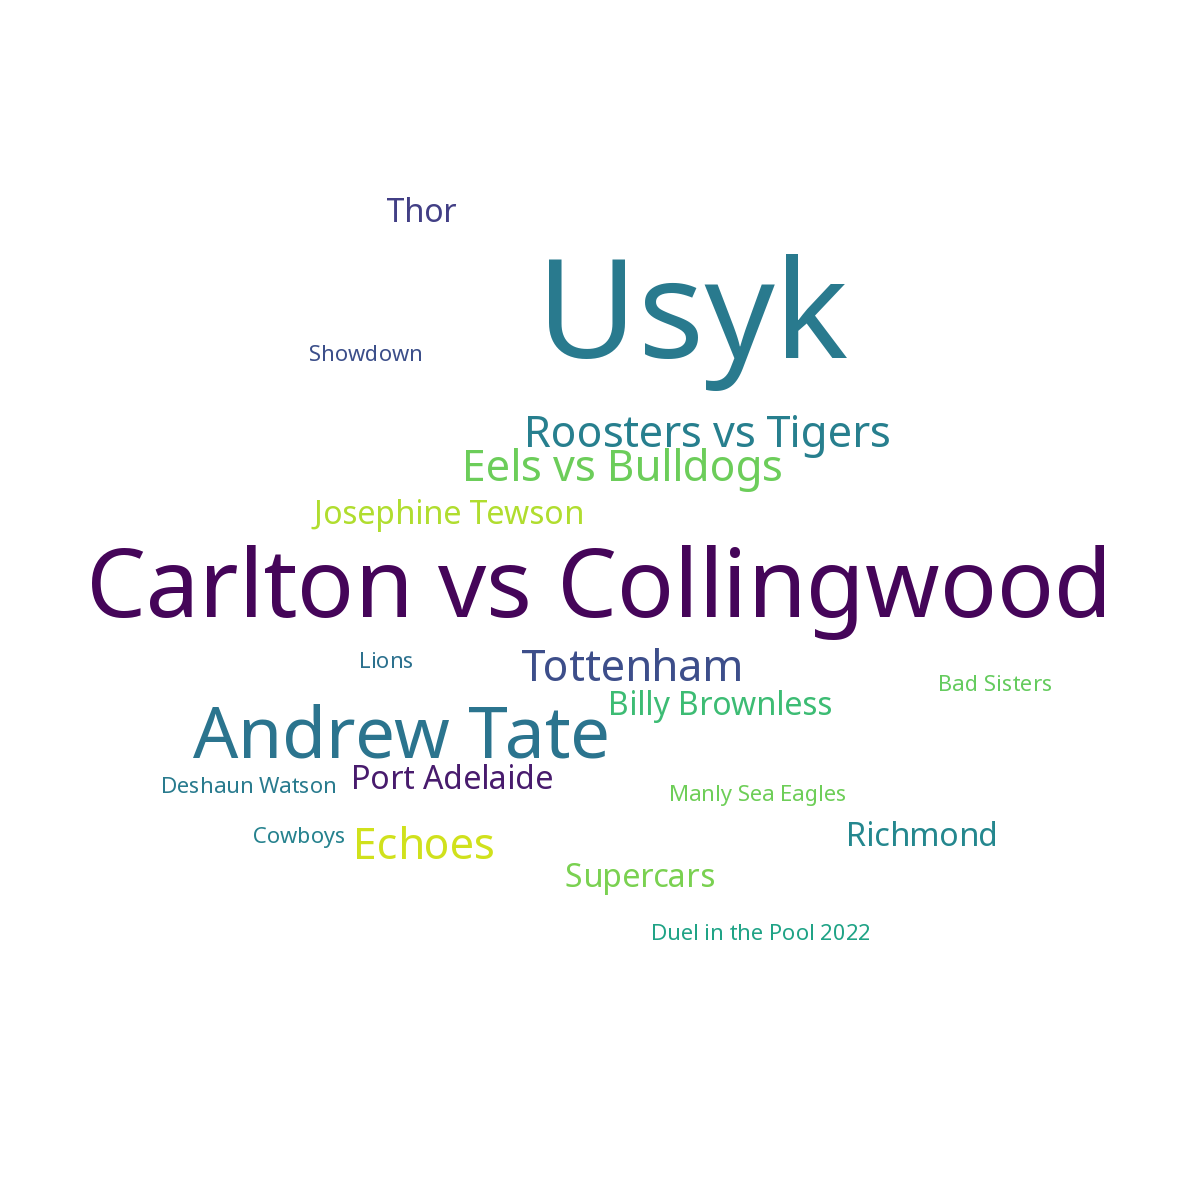 Thor
Usyk
Showdown
Roosters vs Tigers
Eels vs Bulldogs
Josephine Tewson
Carlton vs Collingwood
Lions
Tottenham
Bad Sisters
Billy Brownless
Andrew Tate
Port Adelaide
Deshaun Watson
Manly Sea Eagles
Cowboys
Echoes
Richmond
Supercars
Duel in the Pool 2022